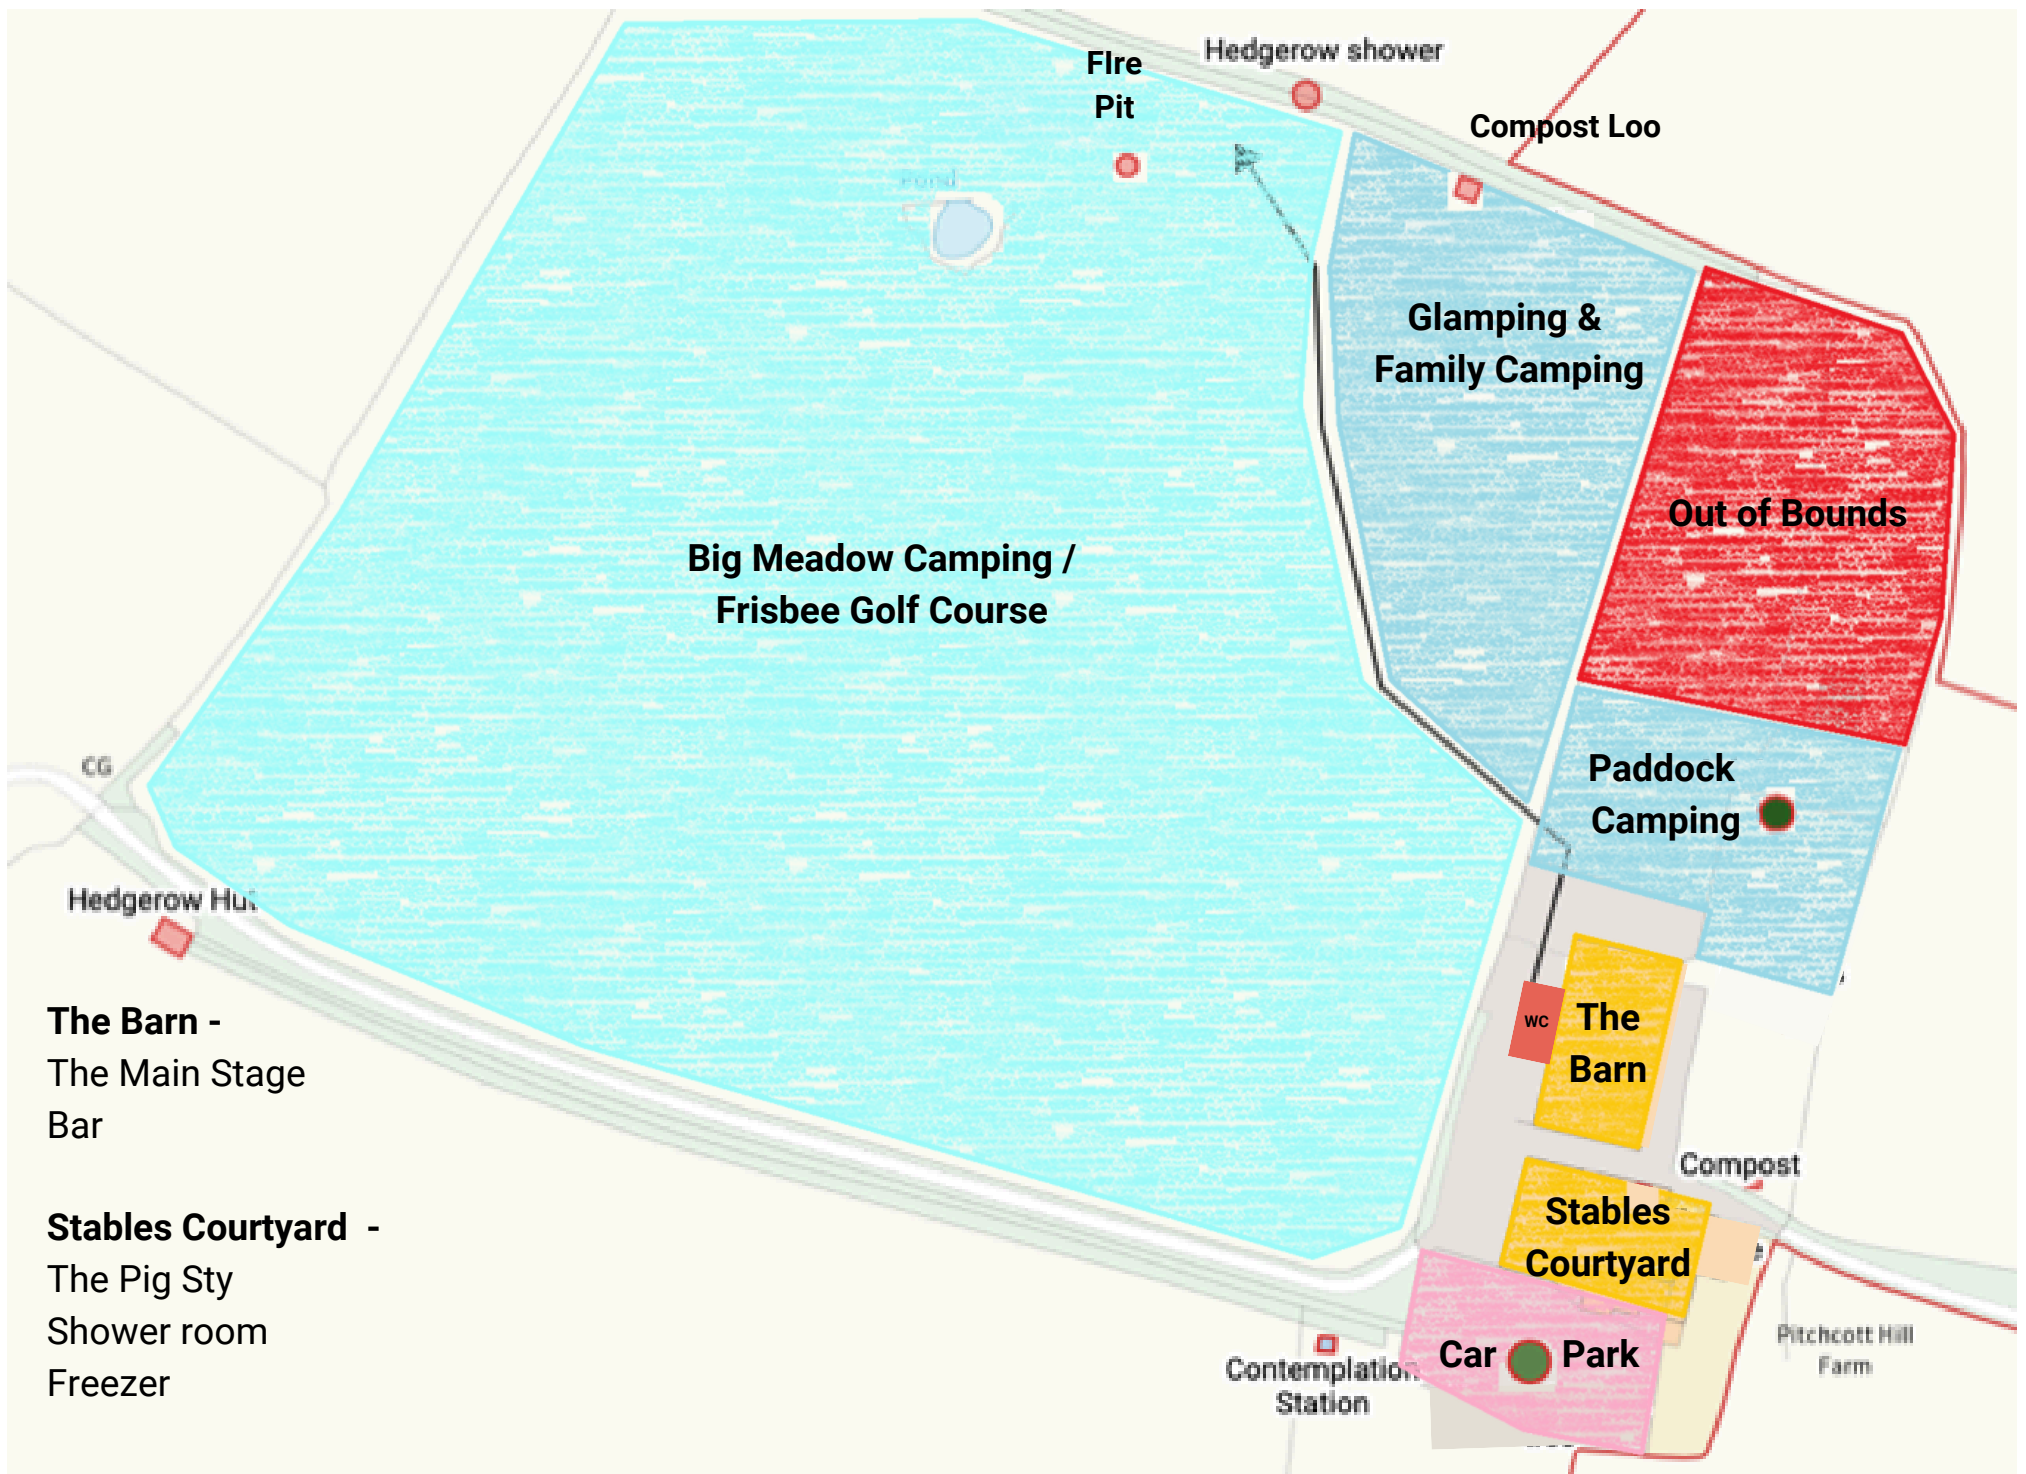 Hedgerow shower
FIre
Pit
Compost Loo
Pond
Glamping &
Family Camping
Out of Bounds
Big Meadow Camping /
Frisbee Golf Course
Paddock
Camping
CG
Hedgerow Hut
The Barn -
The Main Stage
Bar
WC
The
Barn
Compost
Stables Courtyard -
The Pig Sty
Shower room
Freezer
Stables
Courtyard
Car Park
Contemplation
Station
Pitchcott Hill
Farm